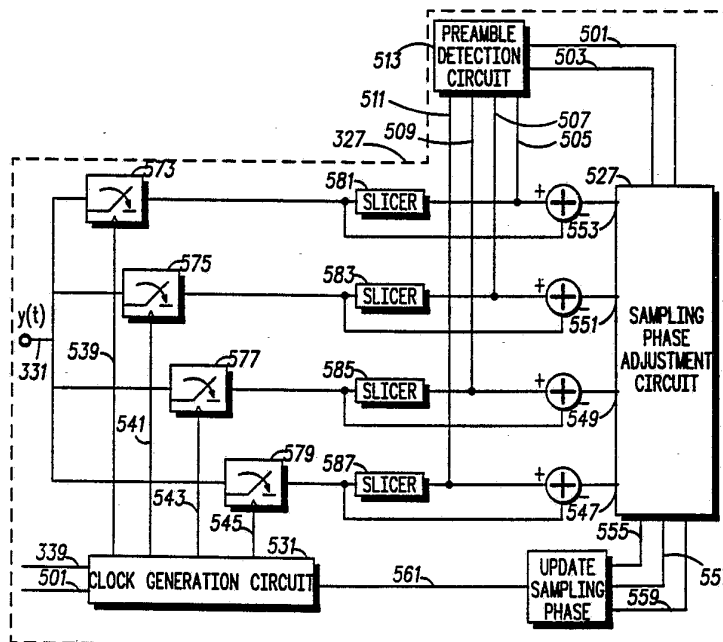 PREAMBLE
DETECTION
CIRCUIT
513
501
503
511
509
507
505
327
573
581
SLICER
+
−
527
553
575
583
SLICER
+
−
551
y(t)
331
539
577
585
SLICER
+
−
549
SAMPLING
PHASE
ADJUSTMENT
CIRCUIT
541
579
587
SLICER
+
−
547
543
545
531
555
55
559
339
501
CLOCK GENERATION CIRCUIT
561
UPDATE
SAMPLING
PHASE